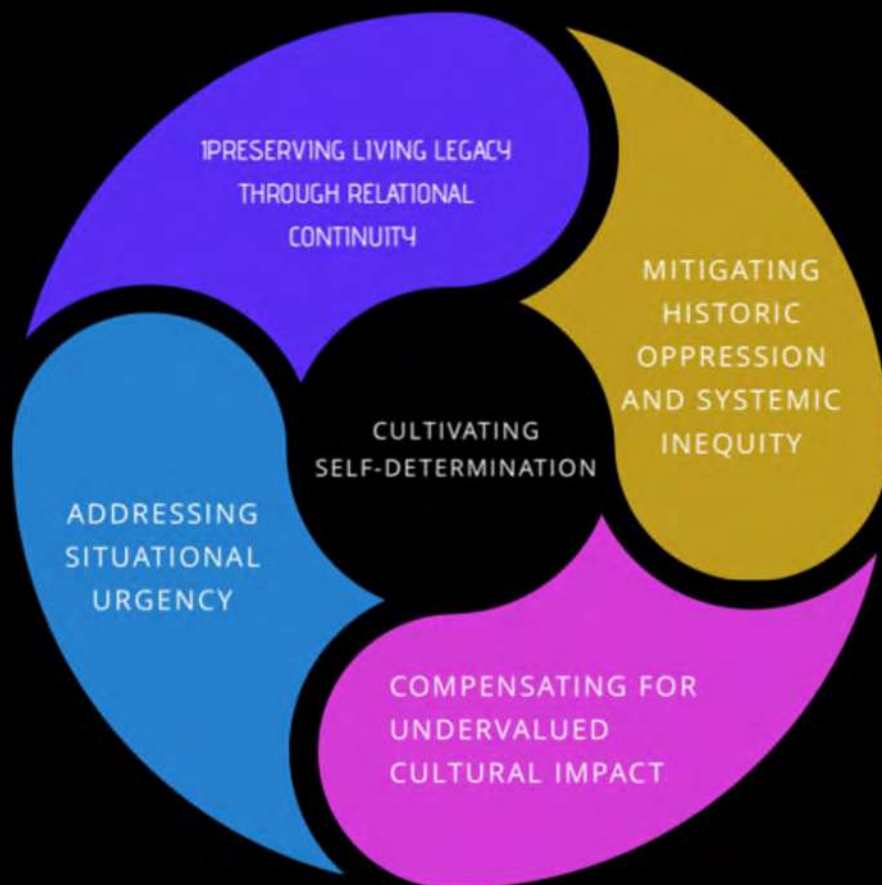 1PRESERVING LIVING LEGACY
THROUGH RELATIONAL
CONTINUITY
MITIGATING
HISTORIC
OPPRESSION
AND SYSTEMIC
INEQUITY
CULTIVATING
SELF-DETERMINATION
ADDRESSING
SITUATIONAL
URGENCY
COMPENSATING FOR
UNDERVALUED
CULTURAL IMPACT